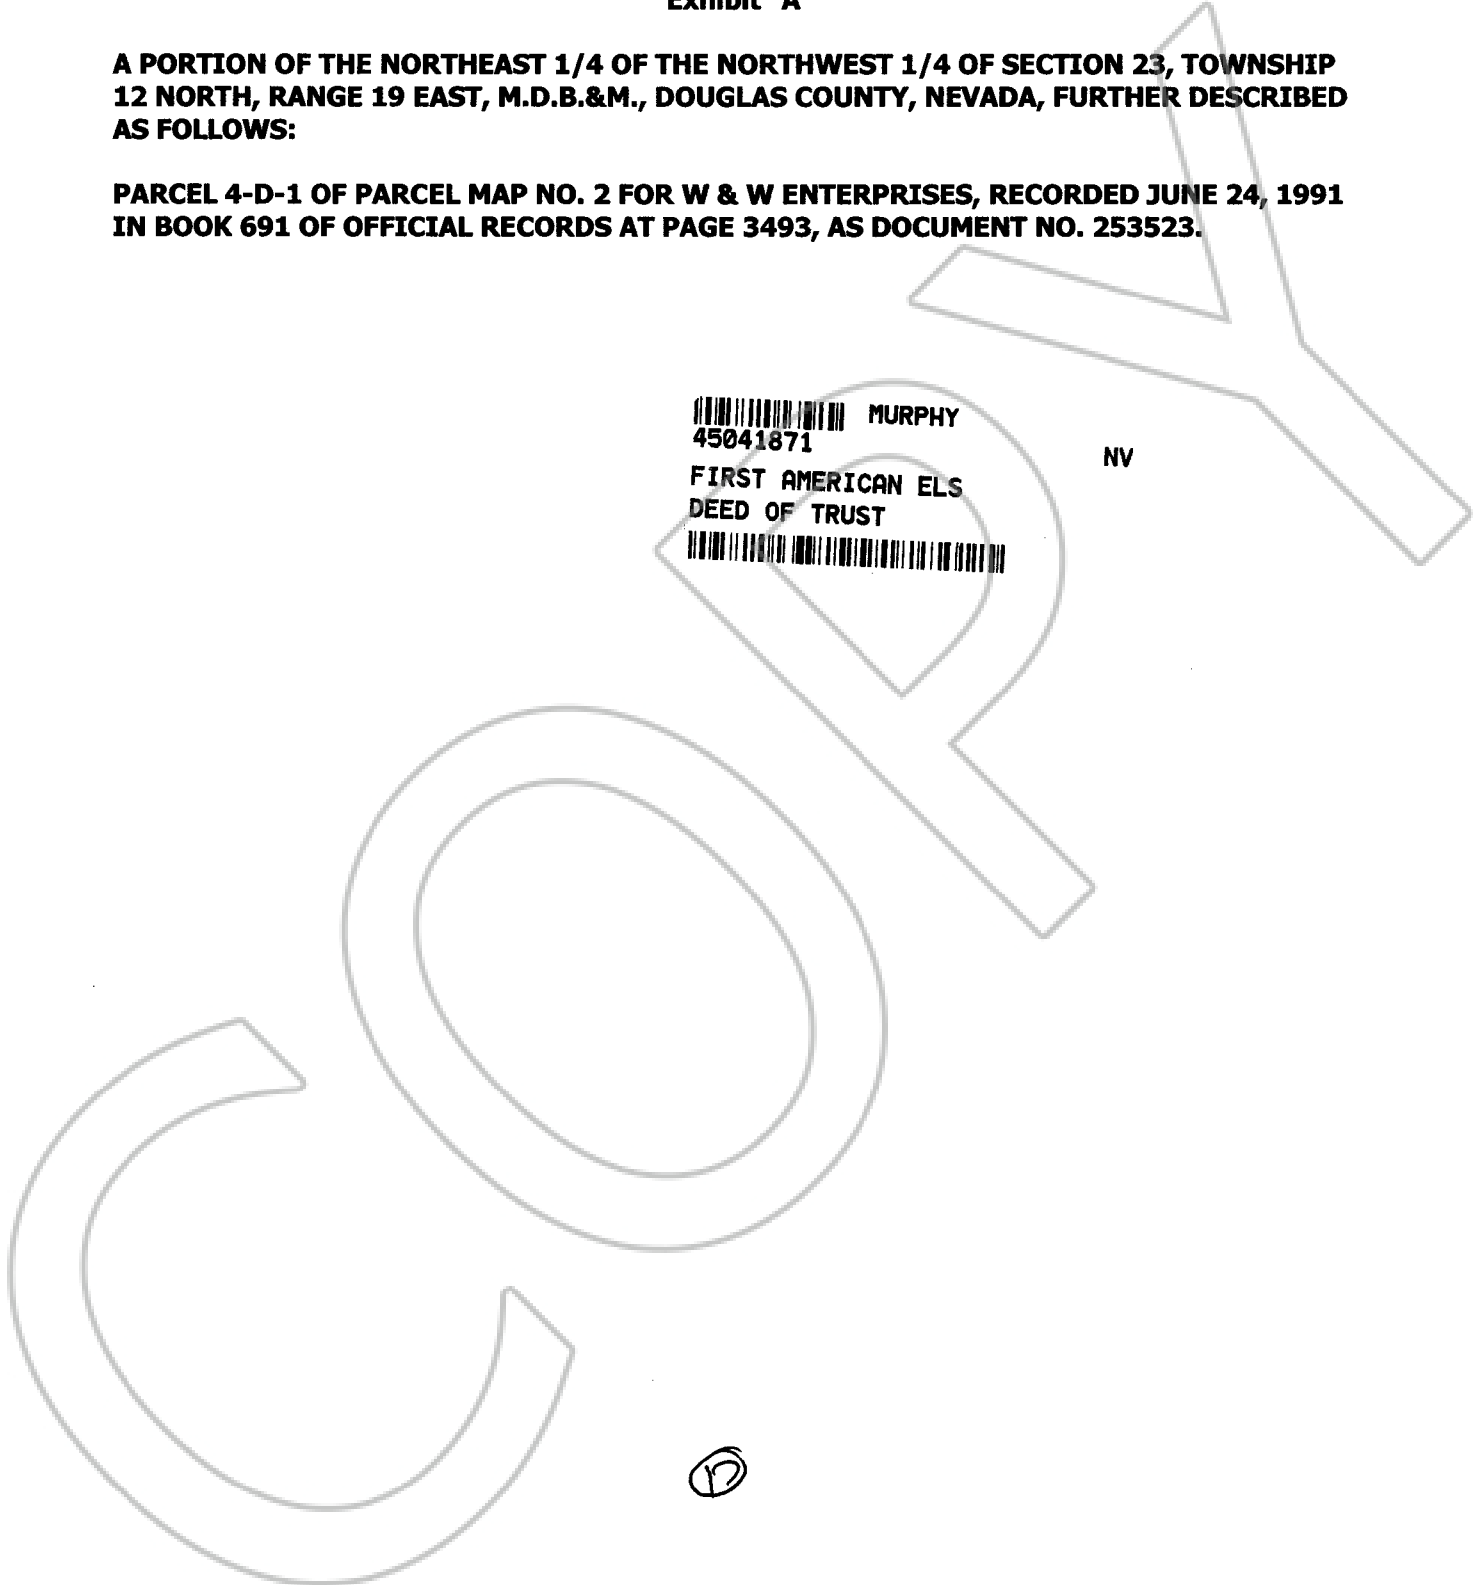 Exhibit "A"
A PORTION OF THE NORTHEAST 1/4 OF THE NORTHWEST 1/4 OF SECTION 23, TOWNSHIP
12 NORTH, RANGE 19 EAST, M.D.B.&M., DOUGLAS COUNTY, NEVADA, FURTHER DESCRIBED
AS FOLLOWS:
PARCEL 4-D-1 OF PARCEL MAP NO. 2 FOR W & W ENTERPRISES, RECORDED JUNE 24, 1991
IN BOOK 691 OF OFFICIAL RECORDS AT PAGE 3493, AS DOCUMENT NO. 253523.
MURPHY
45041871
NV
FIRST AMERICAN ELS
DEED OF TRUST
COPY